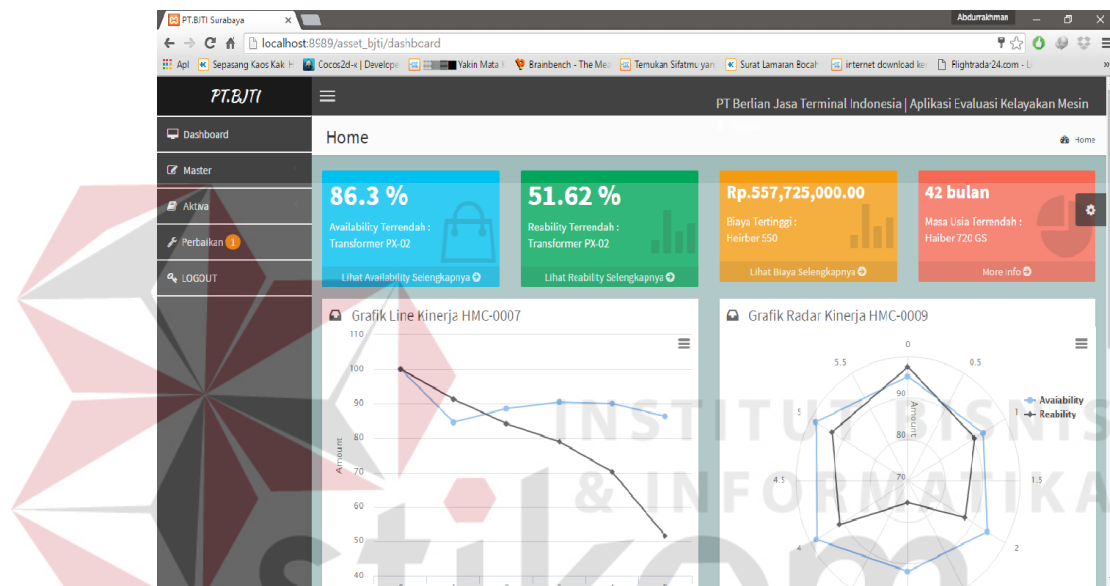 PT.BJTI Surabaya
Abdurrakhman
localhost:8989/asset_bjti/dashboard
Apl
Sepasang Kaos Kaki H
Cocos2d-x | Develope
Yakin Mata K
Brainbench - The Mea
Temukan Sifatmu yan
Surat Lamaran Bocah
internet download ke
Flightradar24.com - Li
PT.BJTI
PT Berlian Jasa Terminal Indonesia | Aplikasi Evaluasi Kelayakan Mesin
Dashboard
Master
Aktiva
Perbaikan 1
LOGOUT
Home
Home
86.3 %
Availability Terrendah :
Transformer PX-02
Lihat Availability Selengkapnya
51.62 %
Reability Terrendah :
Transformer PX-02
Lihat Reability Selengkapnya
Rp.557,725,000.00
Biaya Tertinggi :
Heirber 550
Lihat Biaya Selengkapnya
42 bulan
Masa Usia Terrendah :
Haiber 720 GS
More info
Grafik Line Kinerja HMC-0007
110
100
90
80
70
60
50
40
Amount
Grafik Radar Kinerja HMC-0009
0
0.5
1
1.5
2
4
4.5
5
5.5
90
80
70
Amount
Avaiability
Reability
INSTITUT BISNIS
& INFORMATIKA
stikom